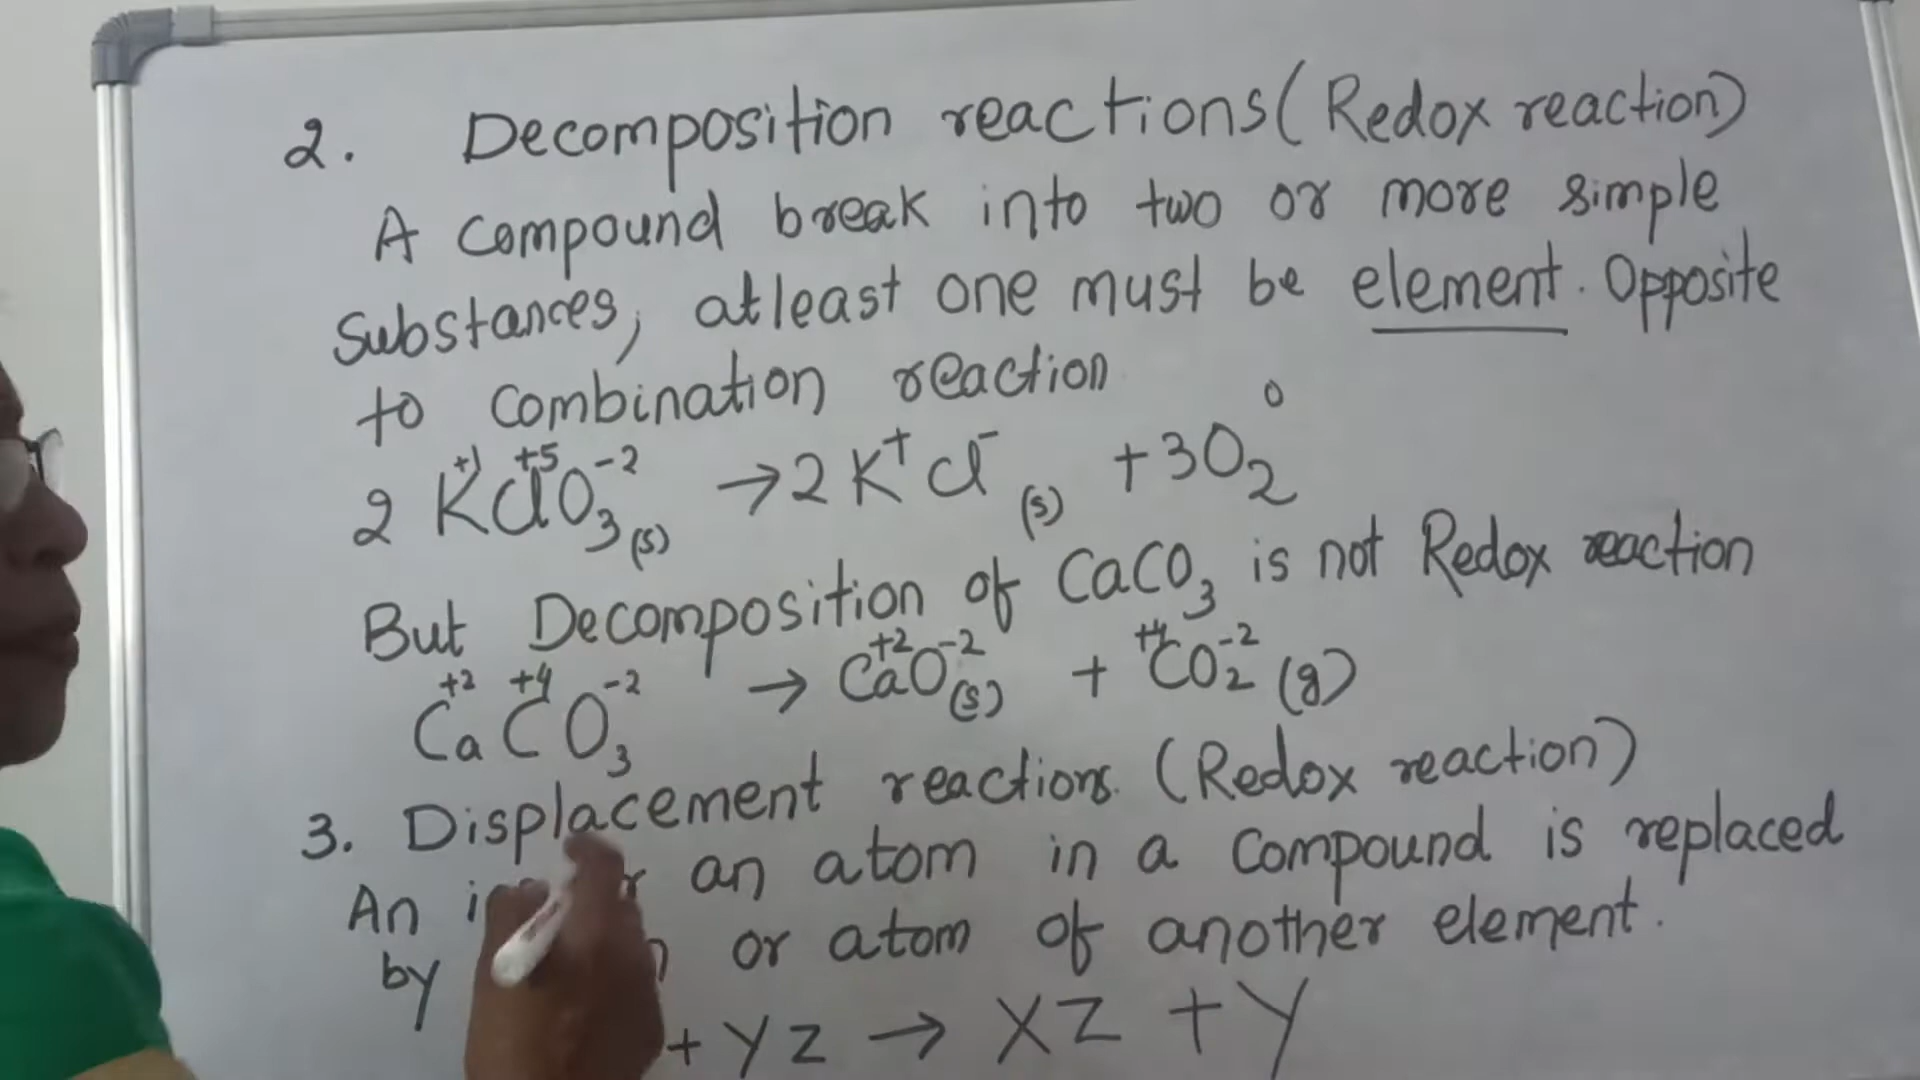 2. Decomposition reactions (Redox reaction)
A compound break into two or more simple
substances, atleast one must be element. Opposite
to combination reaction
2 K⁺¹Cl⁺⁵O₃⁻²(s) → 2 K⁺Cl⁻(s) + 3O₂⁰
But Decomposition of CaCO₃ is not Redox reaction
Ca⁺²C⁺⁴O₃⁻² → Ca⁺²O⁻²(s) + ⁺⁴CO₂⁻²(g)
3. Displacement reactions. (Redox reaction)
An an atom in a compound is replaced
by or atom of another element.
+ YZ → XZ + Y